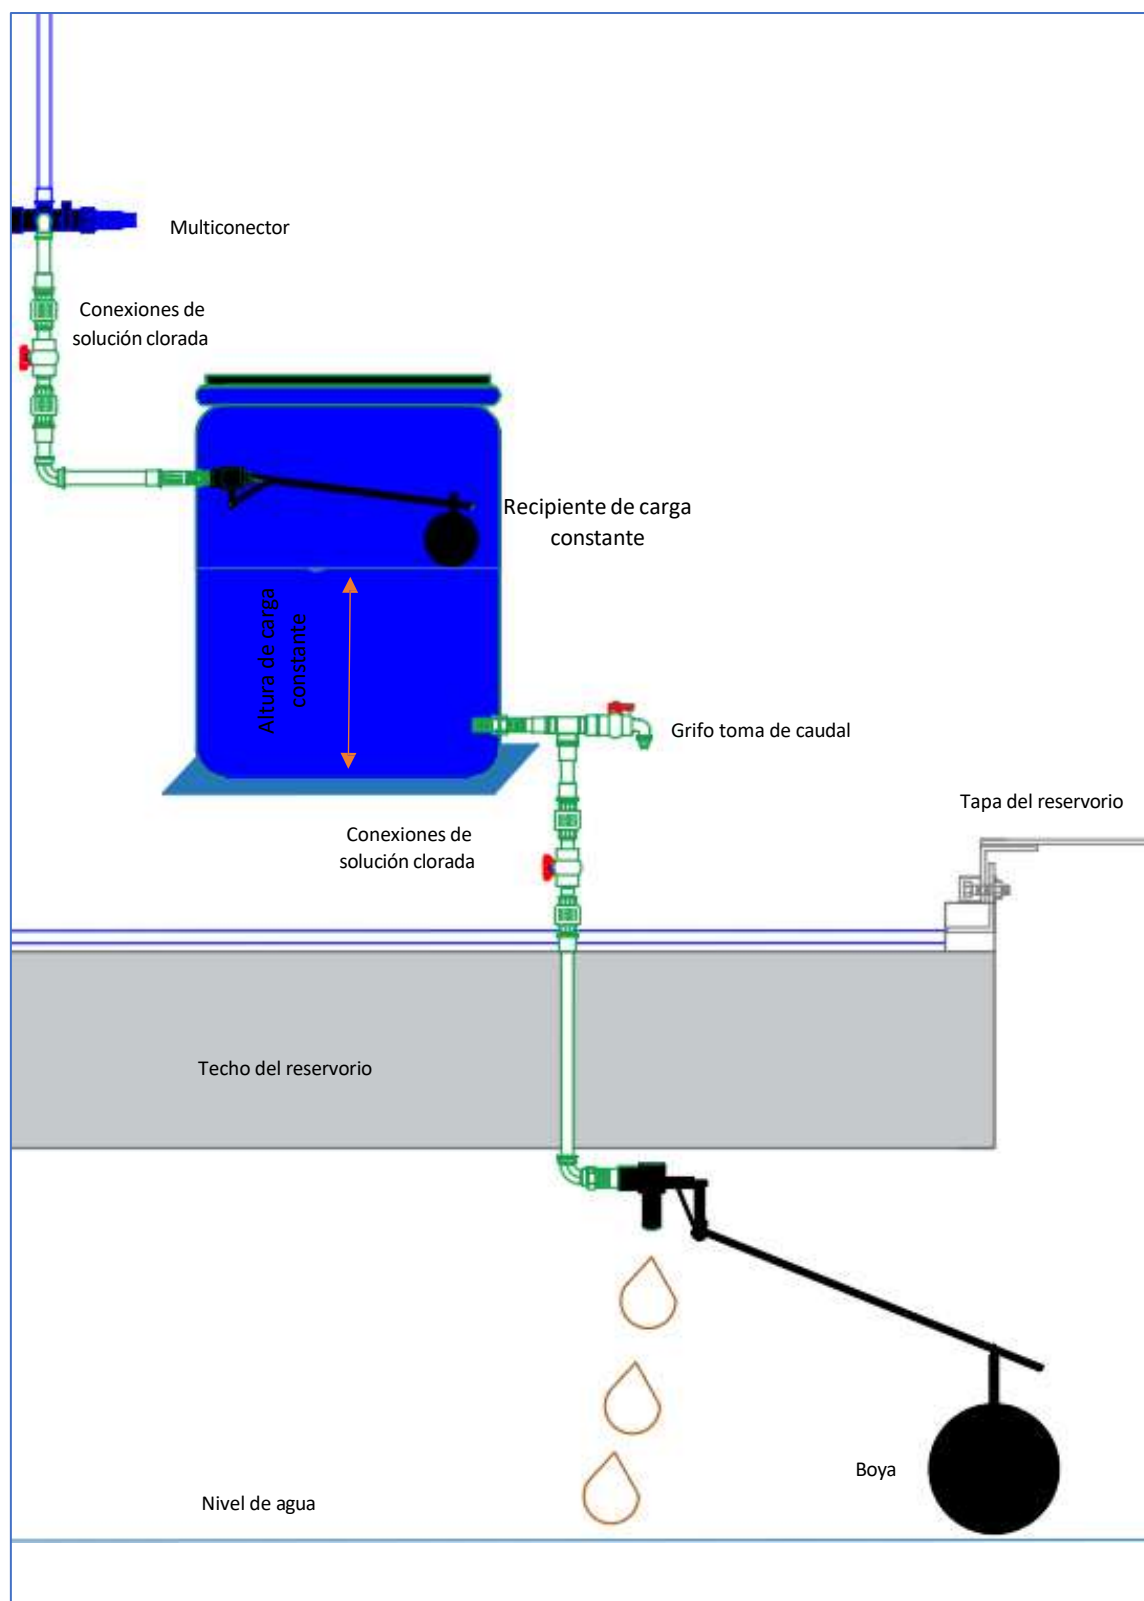 Multiconector
Conexiones de
solución clorada
Recipiente de carga
constante
Altura de carga
constante
Grifo toma de caudal
Tapa del reservorio
Conexiones de
solución clorada
Techo del reservorio
Boya
Nivel de agua